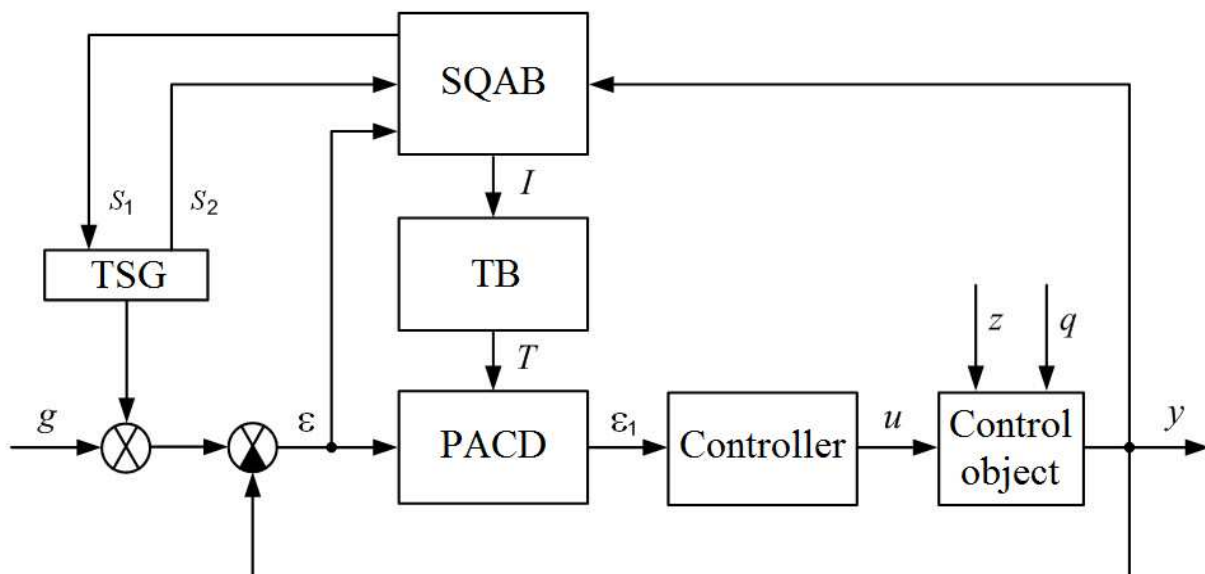 SQAB
s₁
s₂
I
TSG
TB
z
q
T
g
ε
PACD
ε₁
Controller
u
Control
object
y